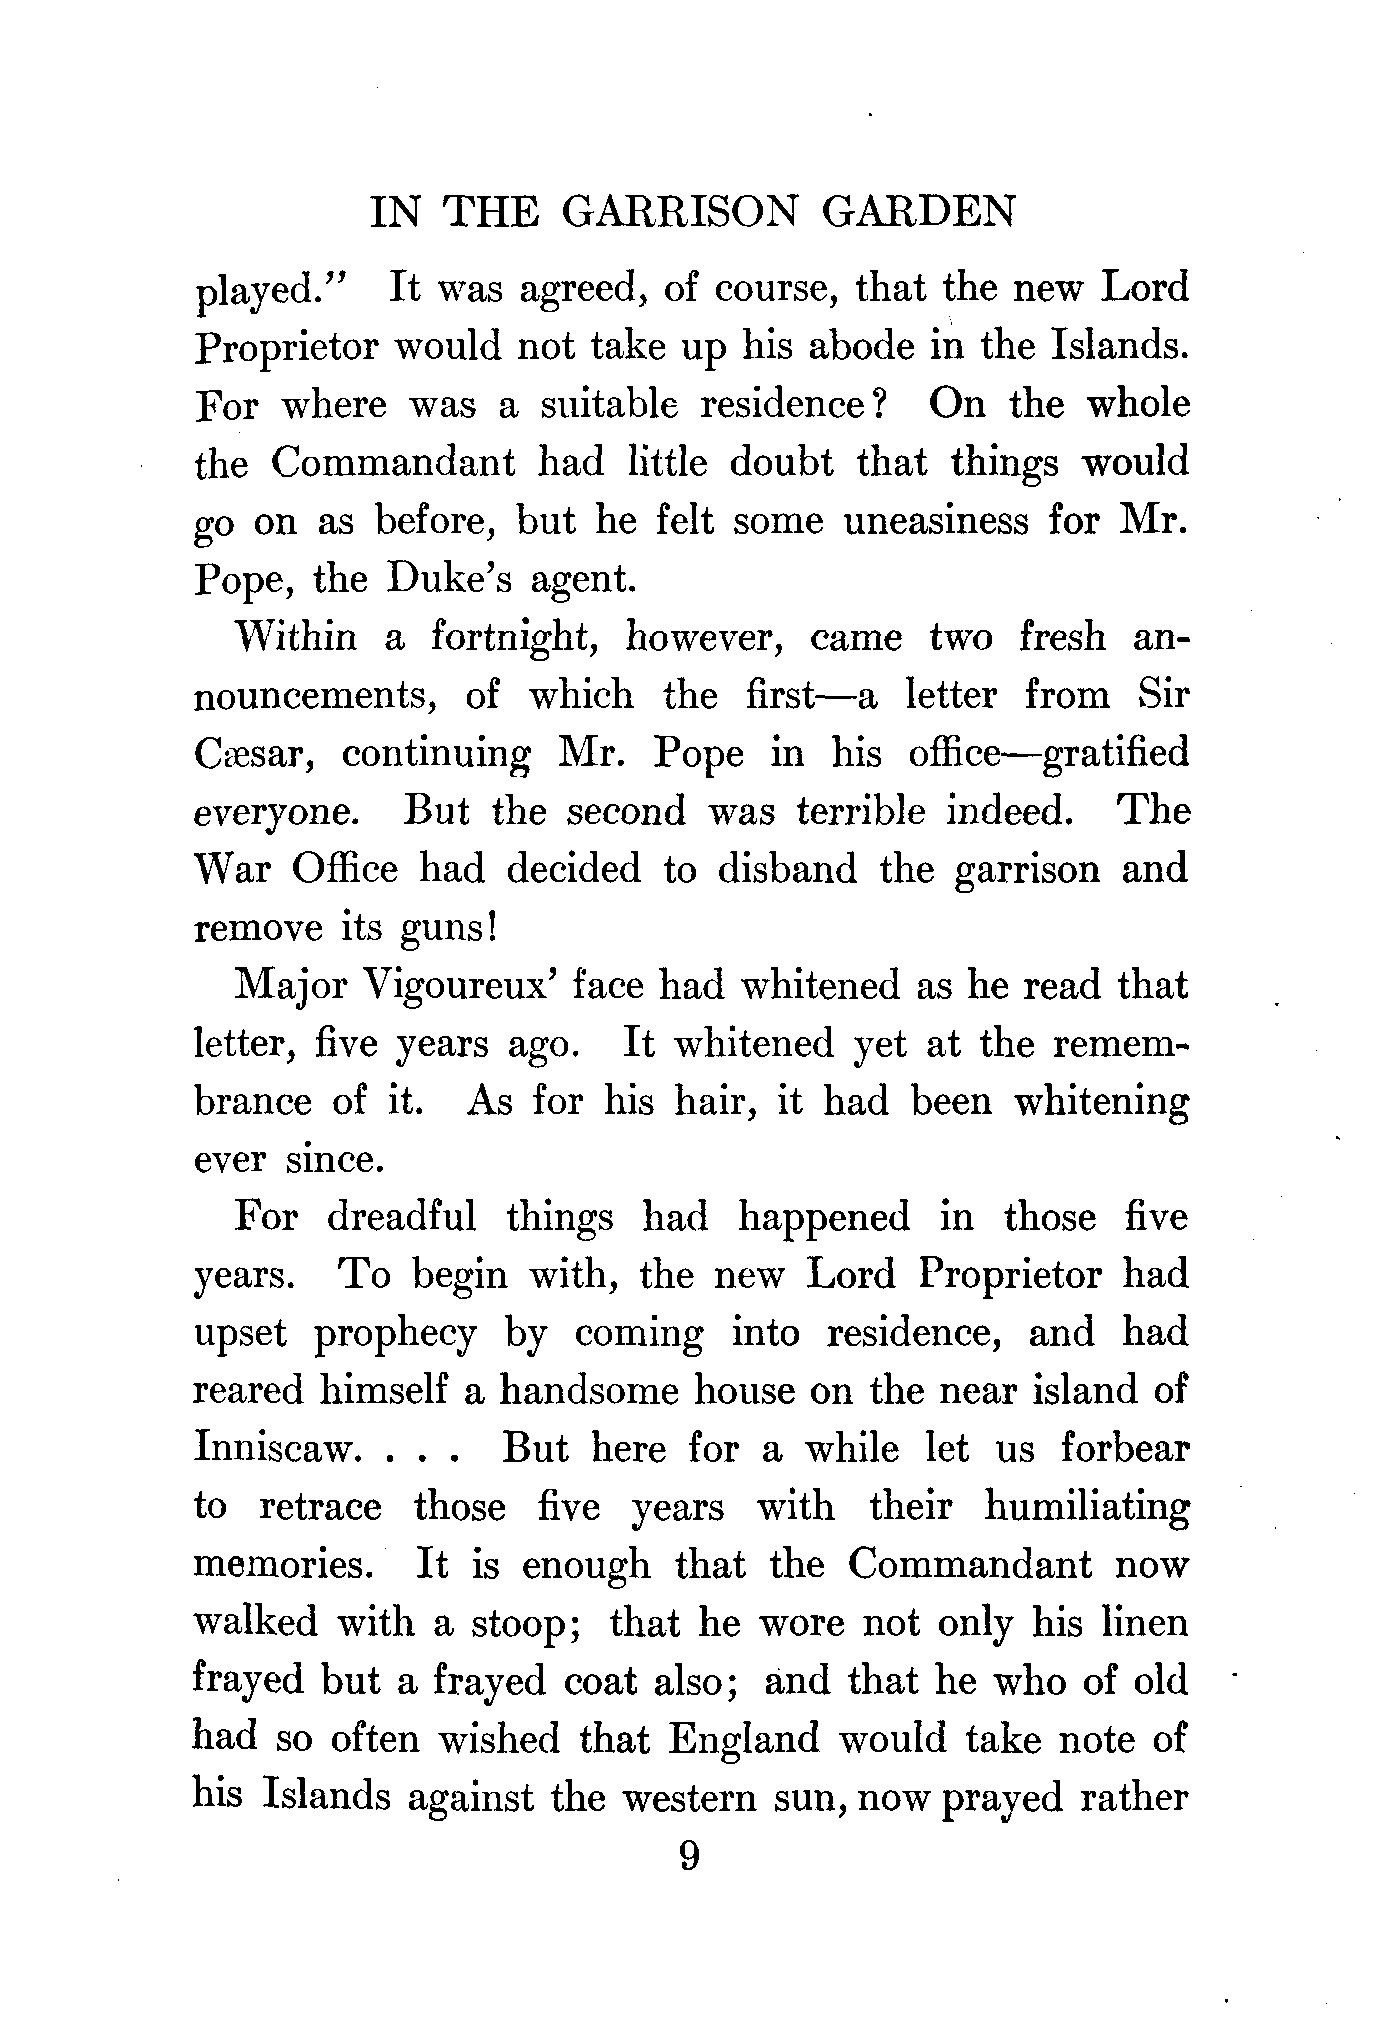 IN THE GARRISON GARDEN
played.” It was agreed, of course, that the new Lord
Proprietor would not take up his abode in the Islands.
For where was a suitable residence? On the whole
the Commandant had little doubt that things would
go on as before, but he felt some uneasiness for Mr.
Pope, the Duke’s agent.
Within a fortnight, however, came two fresh an-
nouncements, of which the first—a letter from Sir
Cæsar, continuing Mr. Pope in his office—gratified
everyone. But the second was terrible indeed. The
War Office had decided to disband the garrison and
remove its guns!
Major Vigoureux’ face had whitened as he read that
letter, five years ago. It whitened yet at the remem-
brance of it. As for his hair, it had been whitening
ever since.
For dreadful things had happened in those five
years. To begin with, the new Lord Proprietor had
upset prophecy by coming into residence, and had
reared himself a handsome house on the near island of
Inniscaw. . . . But here for a while let us forbear
to retrace those five years with their humiliating
memories. It is enough that the Commandant now
walked with a stoop; that he wore not only his linen
frayed but a frayed coat also; and that he who of old
had so often wished that England would take note of
his Islands against the western sun, now prayed rather
9